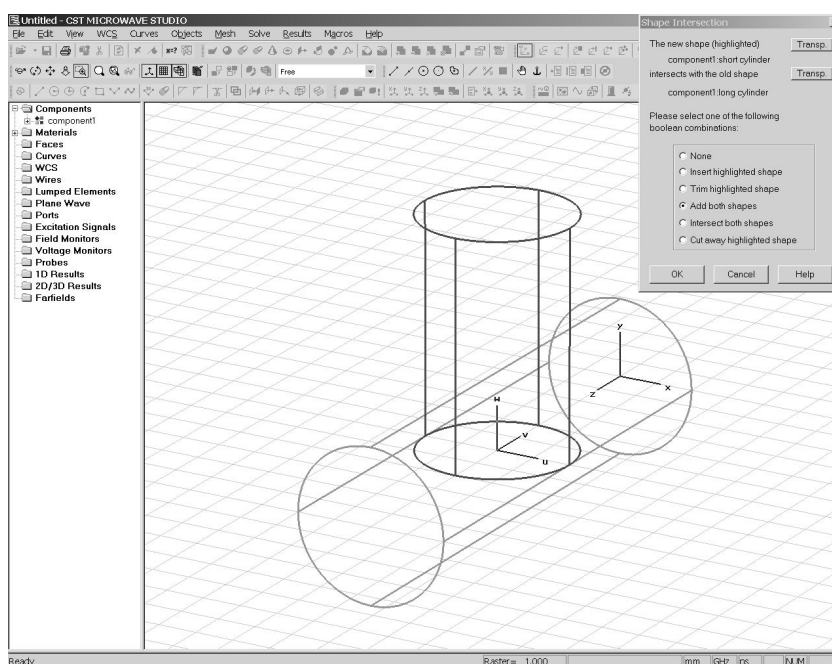 Untitled - CST MICROWAVE STUDIO
File Edit View WCS Curves Objects Mesh Solve Results Macros Help
x=?
Free
Components
component1
Materials
Faces
Curves
WCS
Wires
Lumped Elements
Plane Wave
Ports
Excitation Signals
Field Monitors
Voltage Monitors
Probes
1D Results
2D/3D Results
Farfields
y
x
z
w
v
u
Shape Intersection
The new shape (highlighted)
Transp.
component1:short cylinder
intersects with the old shape
Transp.
component1:long cylinder
Please select one of the following
boolean combinations:
None
Insert highlighted shape
Trim highlighted shape
Add both shapes
Intersect both shapes
Cut away highlighted shape
OK Cancel Help
Ready Raster= 1.000 mm GHz ns NUM